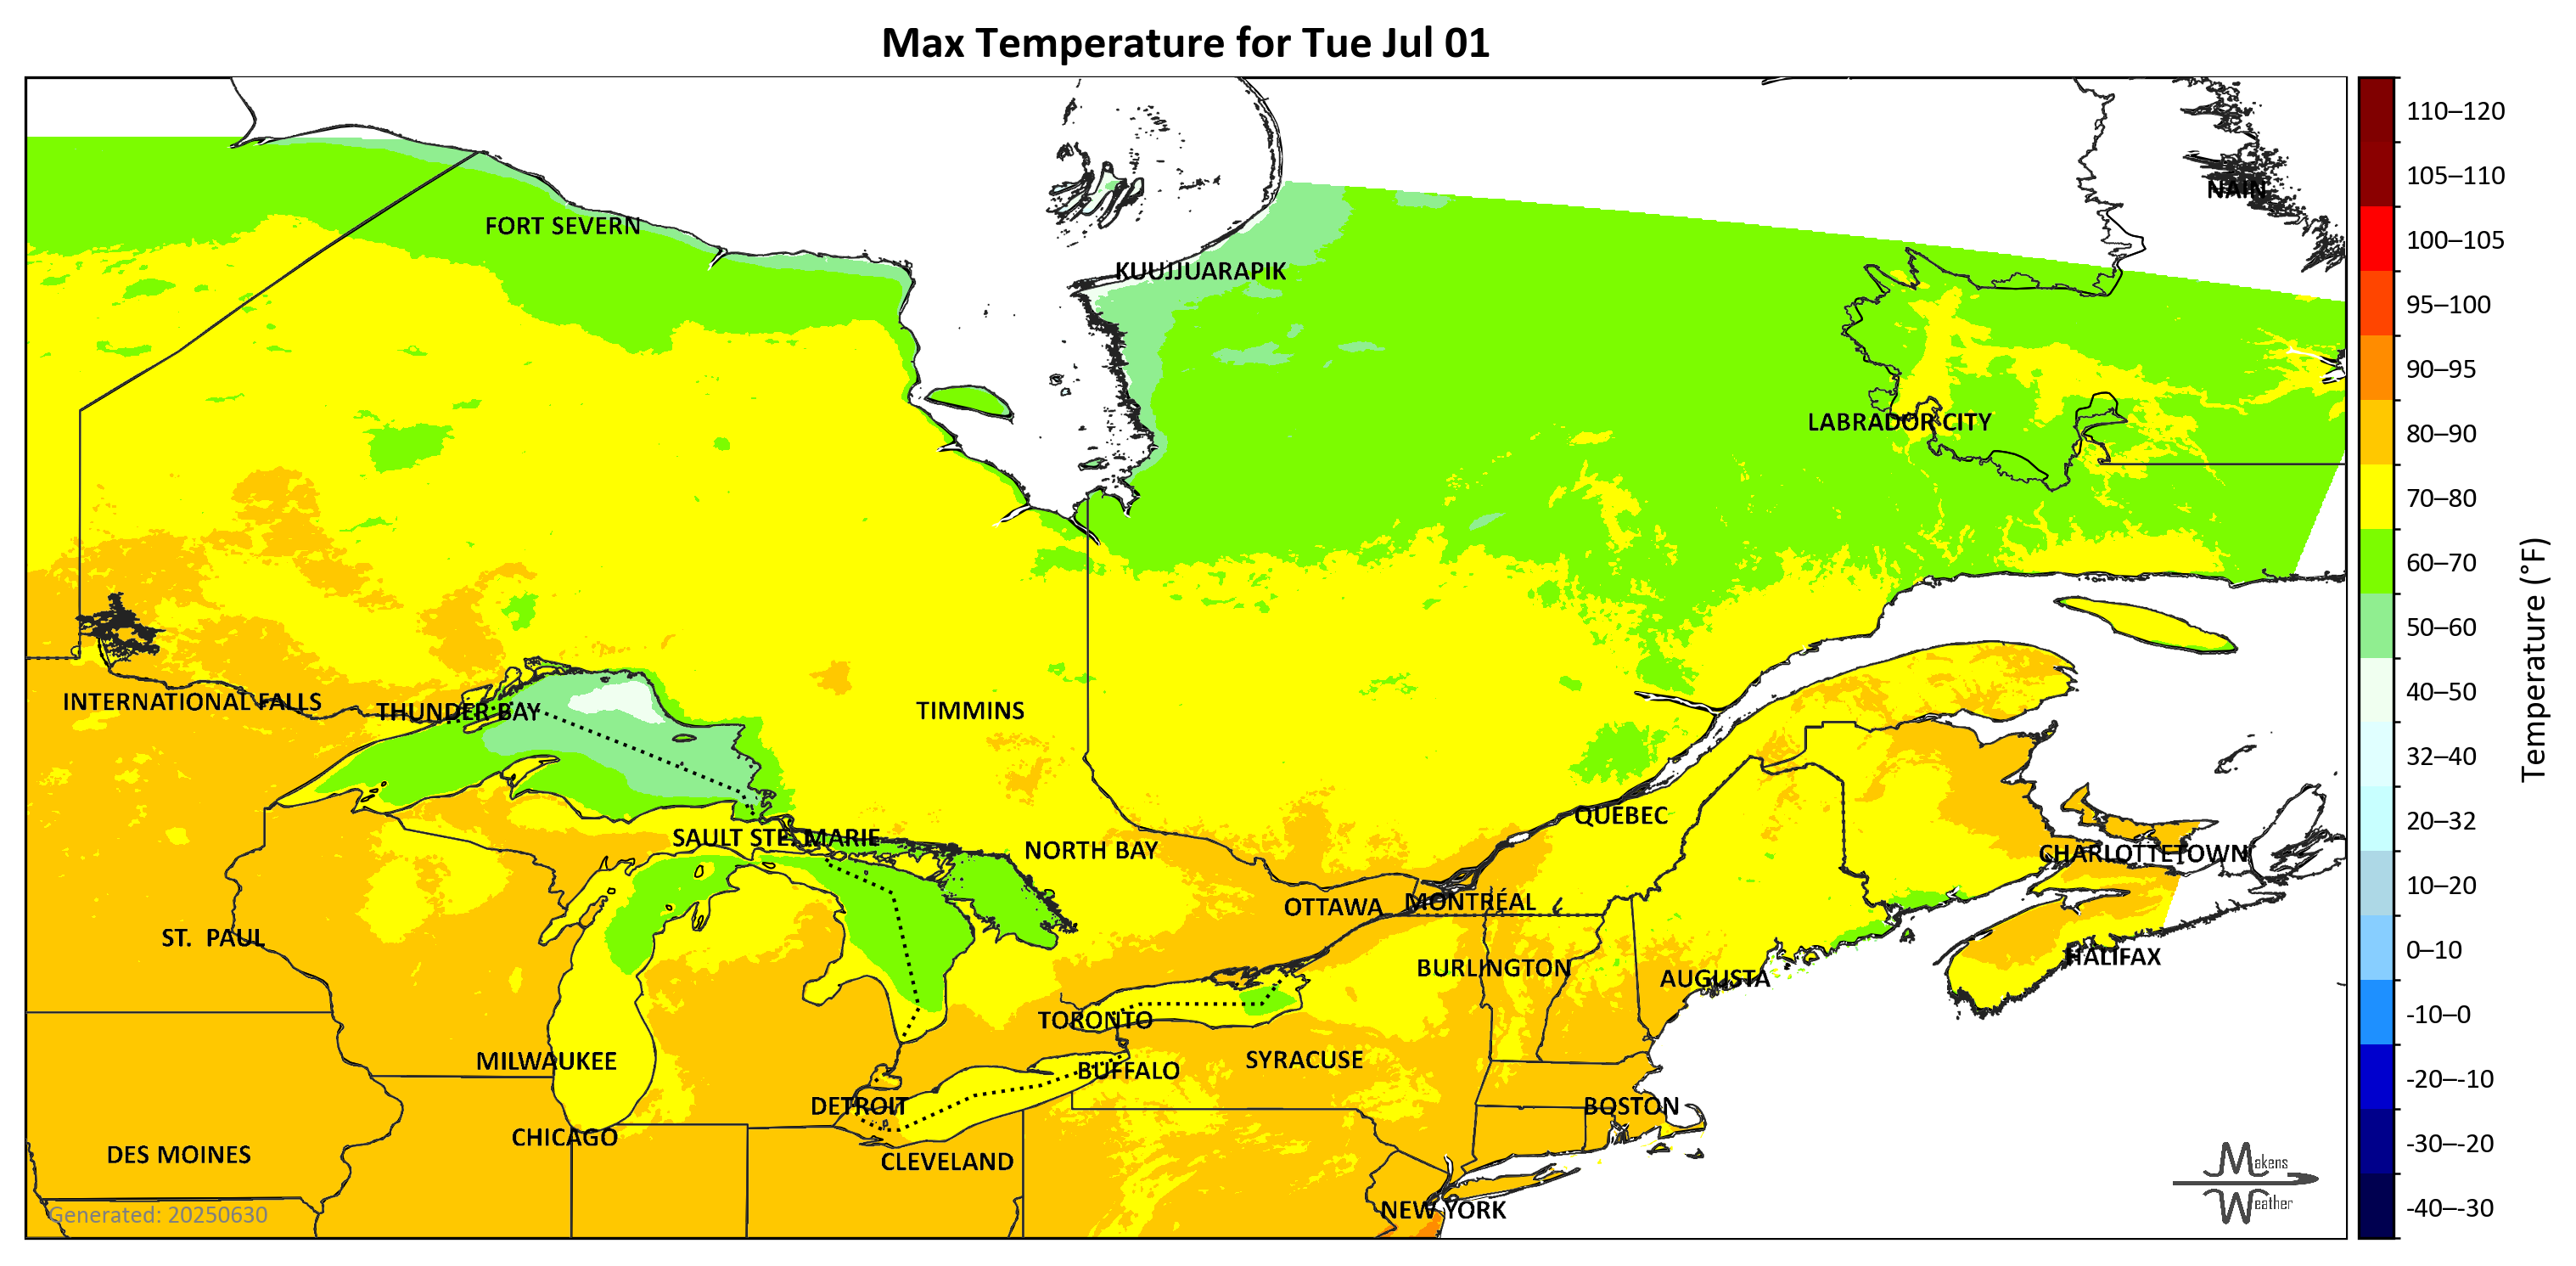 Max Temperature for Tue Jul 01
110–120
105–110
NAIN
FORT SEVERN
100–105
KUUJJUARAPIK
95–100
90–95
LABRADOR CITY
80–90
70–80
60–70
50–60
40–50
32–40
20–32
10–20
0–10
-10–0
-20–-10
-30–-20
-40–-30
Temperature (°F)
INTERNATIONAL FALLS
THUNDER BAY
TIMMINS
QUEBEC
SAULT STE. MARIE
NORTH BAY
CHARLOTTETOWN
OTTAWA
MONTRÉAL
ST. PAUL
HALIFAX
BURLINGTON
AUGUSTA
TORONTO
MILWAUKEE
BUFFALO
SYRACUSE
DETROIT
BOSTON
CHICAGO
DES MOINES
CLEVELAND
NEW YORK
Generated: 20250630
Makens
Weather